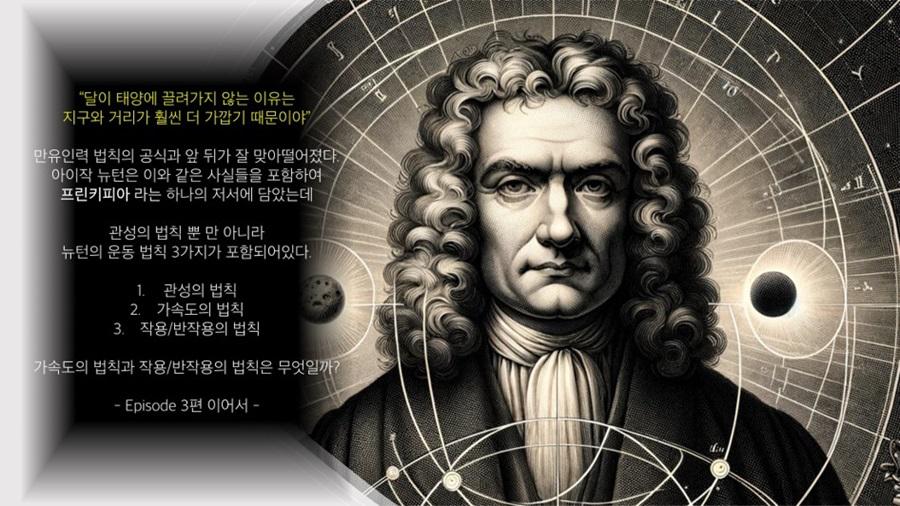 “달이 태양에 끌려가지 않는 이유는
지구와 거리가 훨씬 더 가깝기 때문이야”
만유인력 법칙의 공식과 앞 뒤가 잘 맞아떨어졌다.
아이작 뉴턴은 이와 같은 사실들을 포함하여
프린키피아 라는 하나의 저서에 담았는데
관성의 법칙 뿐 만 아니라
뉴턴의 운동 법칙 3가지가 포함되어있다.
1. 관성의 법칙
2. 가속도의 법칙
3. 작용/반작용의 법칙
가속도의 법칙과 작용/반작용의 법칙은 무엇일까?
– Episode 3편 이어서 –